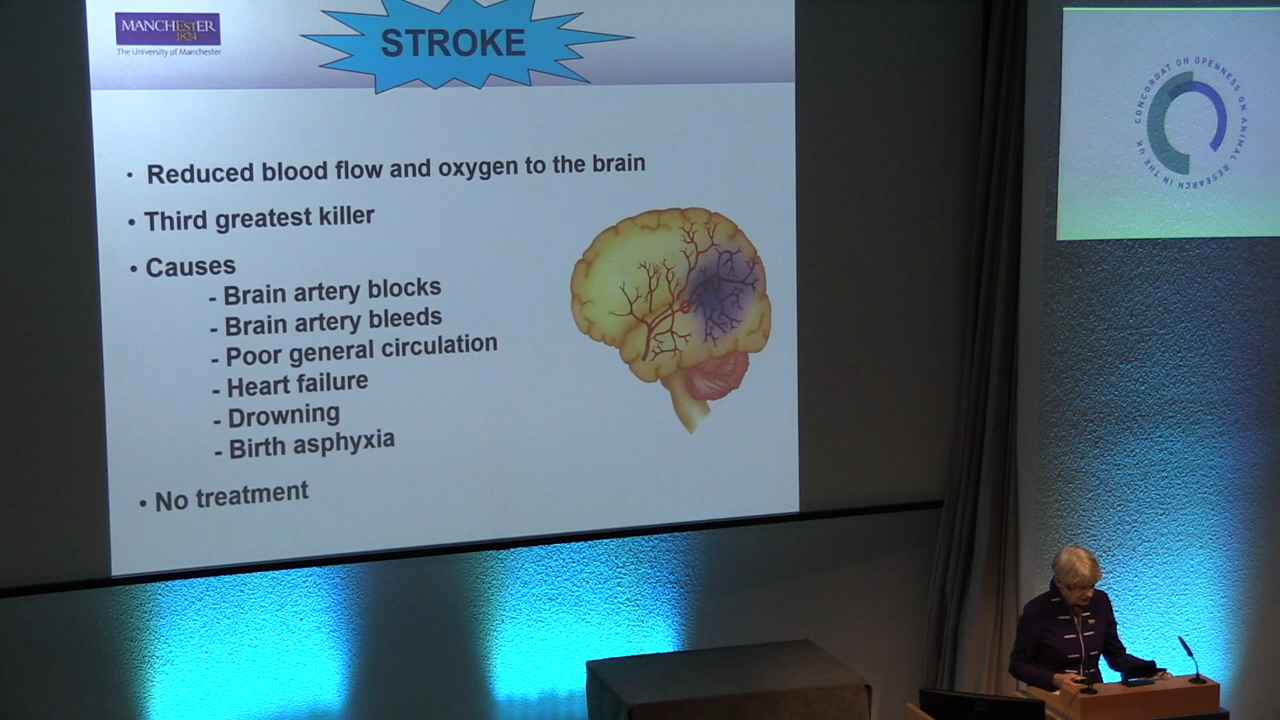 MANCHESTER
1824
The University of Manchester
STROKE
• Reduced blood flow and oxygen to the brain
• Third greatest killer
• Causes
- Brain artery blocks
- Brain artery bleeds
- Poor general circulation
- Heart failure
- Drowning
- Birth asphyxia
• No treatment
CONCORDAT ON OPENNESS ON ANIMAL RESEARCH IN THE UK